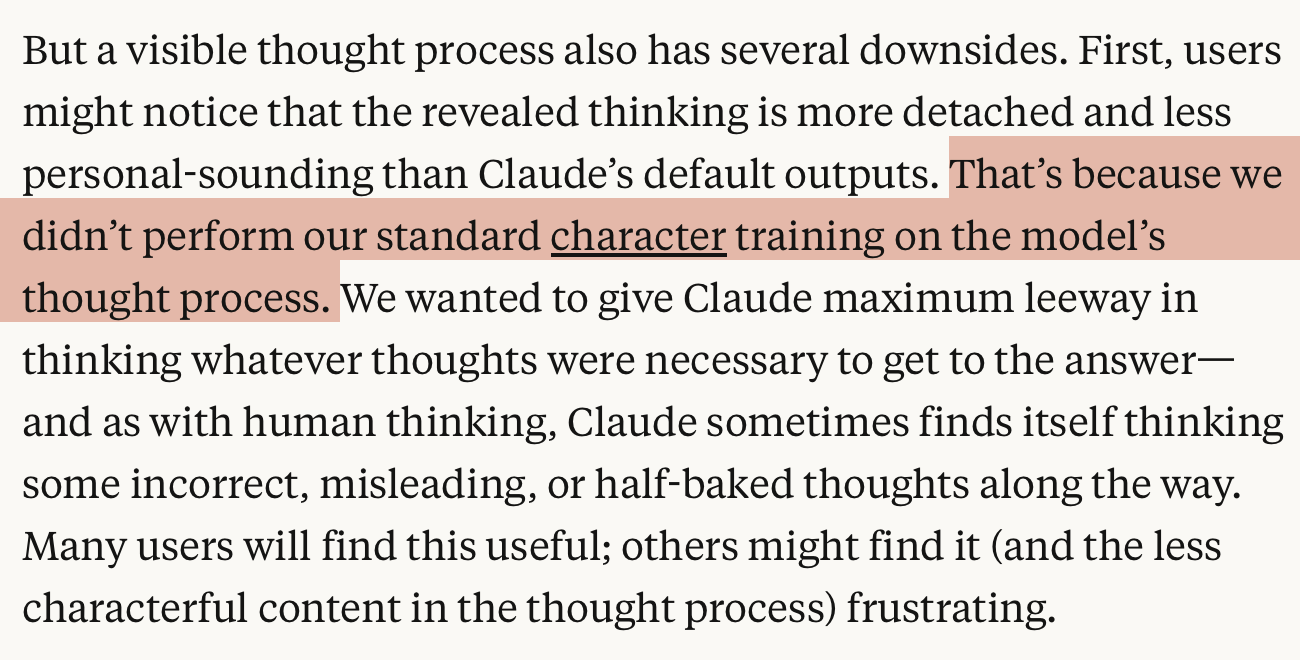 But a visible thought process also has several downsides. First, users
might notice that the revealed thinking is more detached and less
personal-sounding than Claude’s default outputs. That’s because we
didn’t perform our standard character training on the model’s
thought process. We wanted to give Claude maximum leeway in
thinking whatever thoughts were necessary to get to the answer—
and as with human thinking, Claude sometimes finds itself thinking
some incorrect, misleading, or half-baked thoughts along the way.
Many users will find this useful; others might find it (and the less
characterful content in the thought process) frustrating.